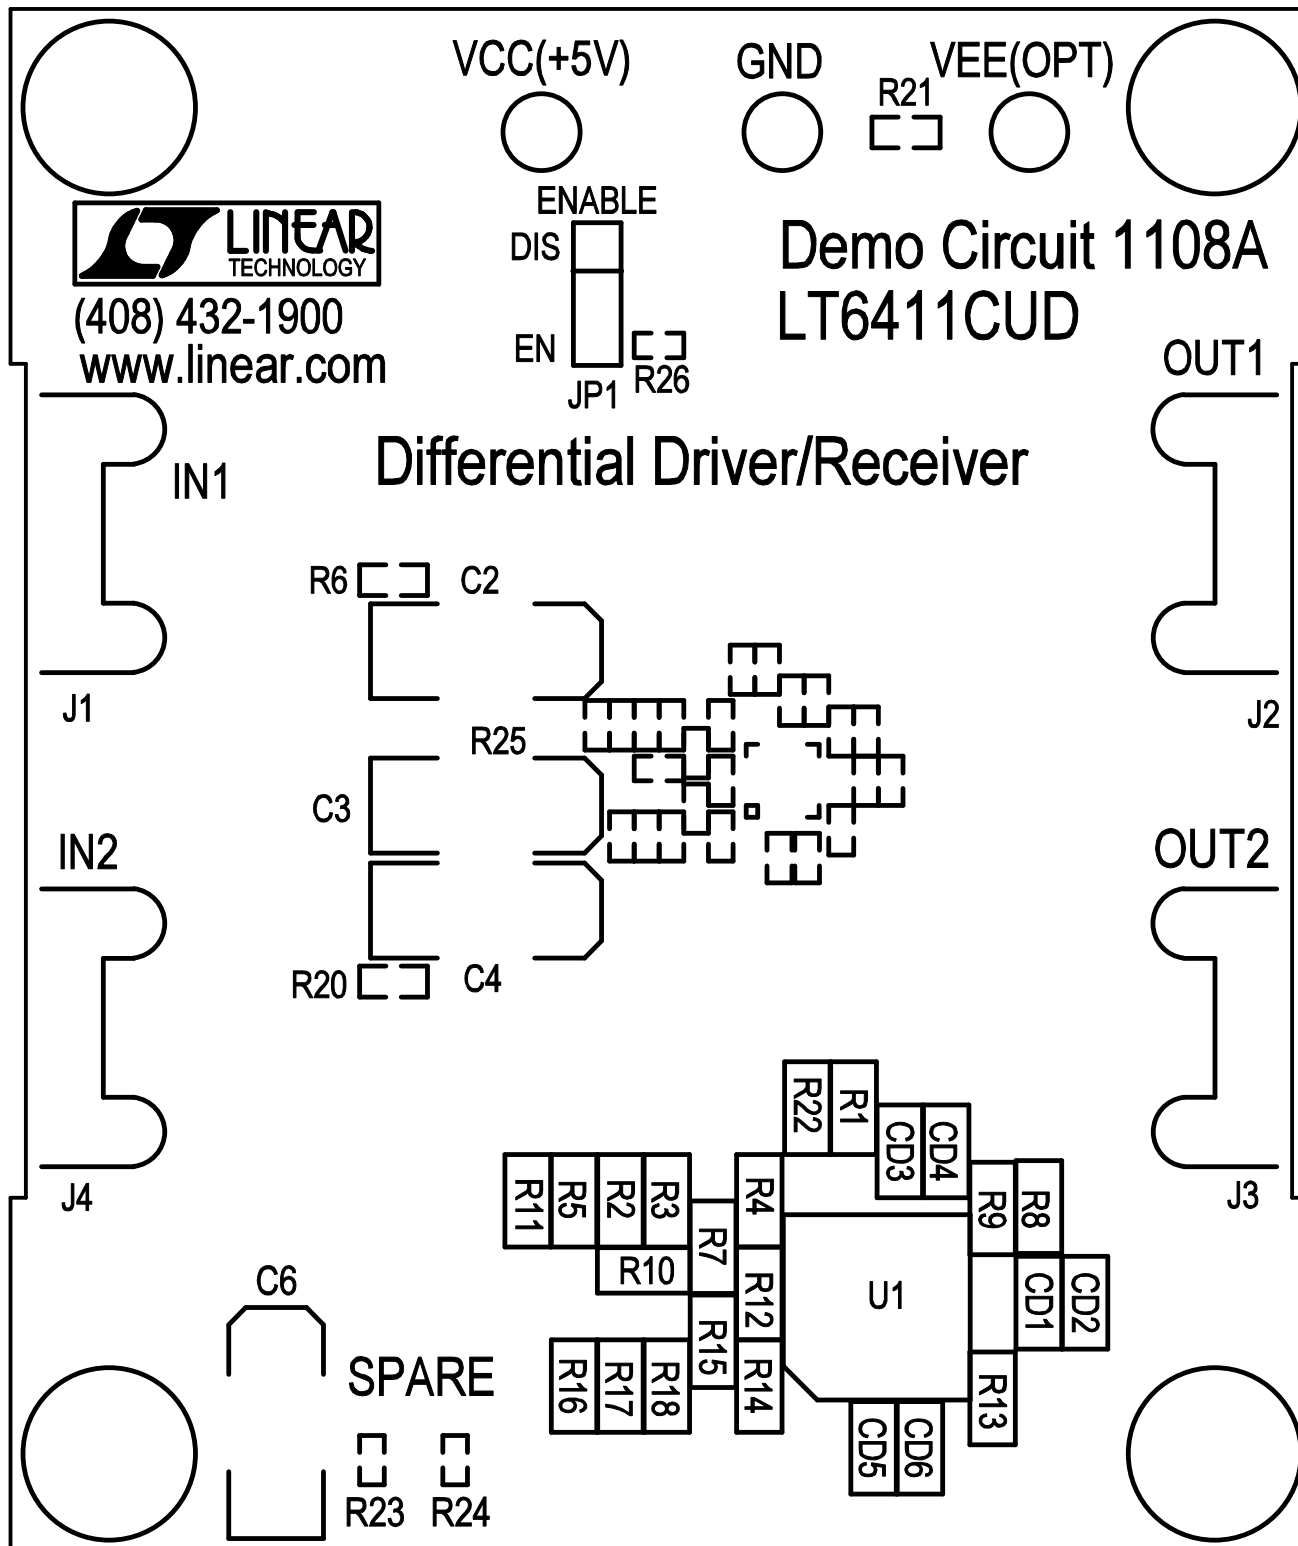 VCC(+5V)
GND
VEE(OPT)
R21
ENABLE
DIS
LINEAR
TECHNOLOGY
(408) 432-1900
www.linear.com
Demo Circuit 1108A
LT6411CUD
EN
R26
JP1
OUT1
IN1
Differential Driver/Receiver
R6
C2
J1
J2
R25
C3
IN2
OUT2
R20
C4
R22
R1
CD3
CD4
J4
J3
R11
R5
R2
R3
R4
R9
R8
R7
R10
R12
U1
CD1
CD2
C6
R15
SPARE
R16
R17
R18
R14
R13
CD5
CD6
R23
R24